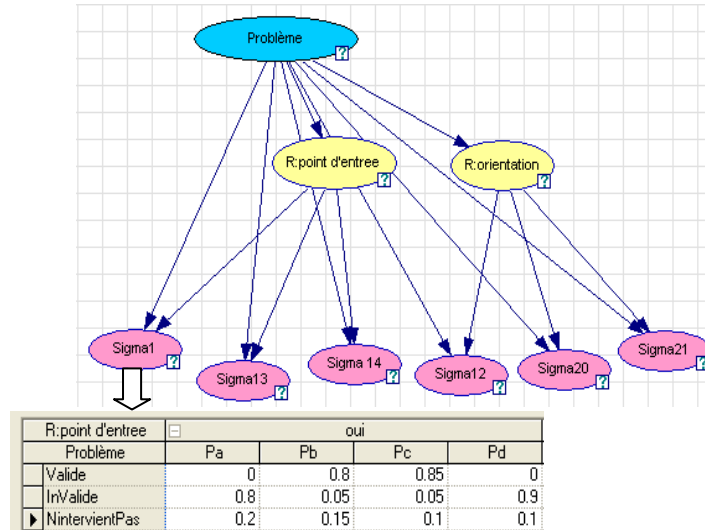 Problème
?
R:point d'entree
?
R:orientation
?
Sigma1
?
Sigma13
?
Sigma 14
?
Sigma12
?
Sigma20
?
Sigma21
?
R:point d'entree oui
Problème Pa Pb Pc Pd
Valide 0 0.8 0.85 0
InValide 0.8 0.05 0.05 0.9
NintervientPas 0.2 0.15 0.1 0.1